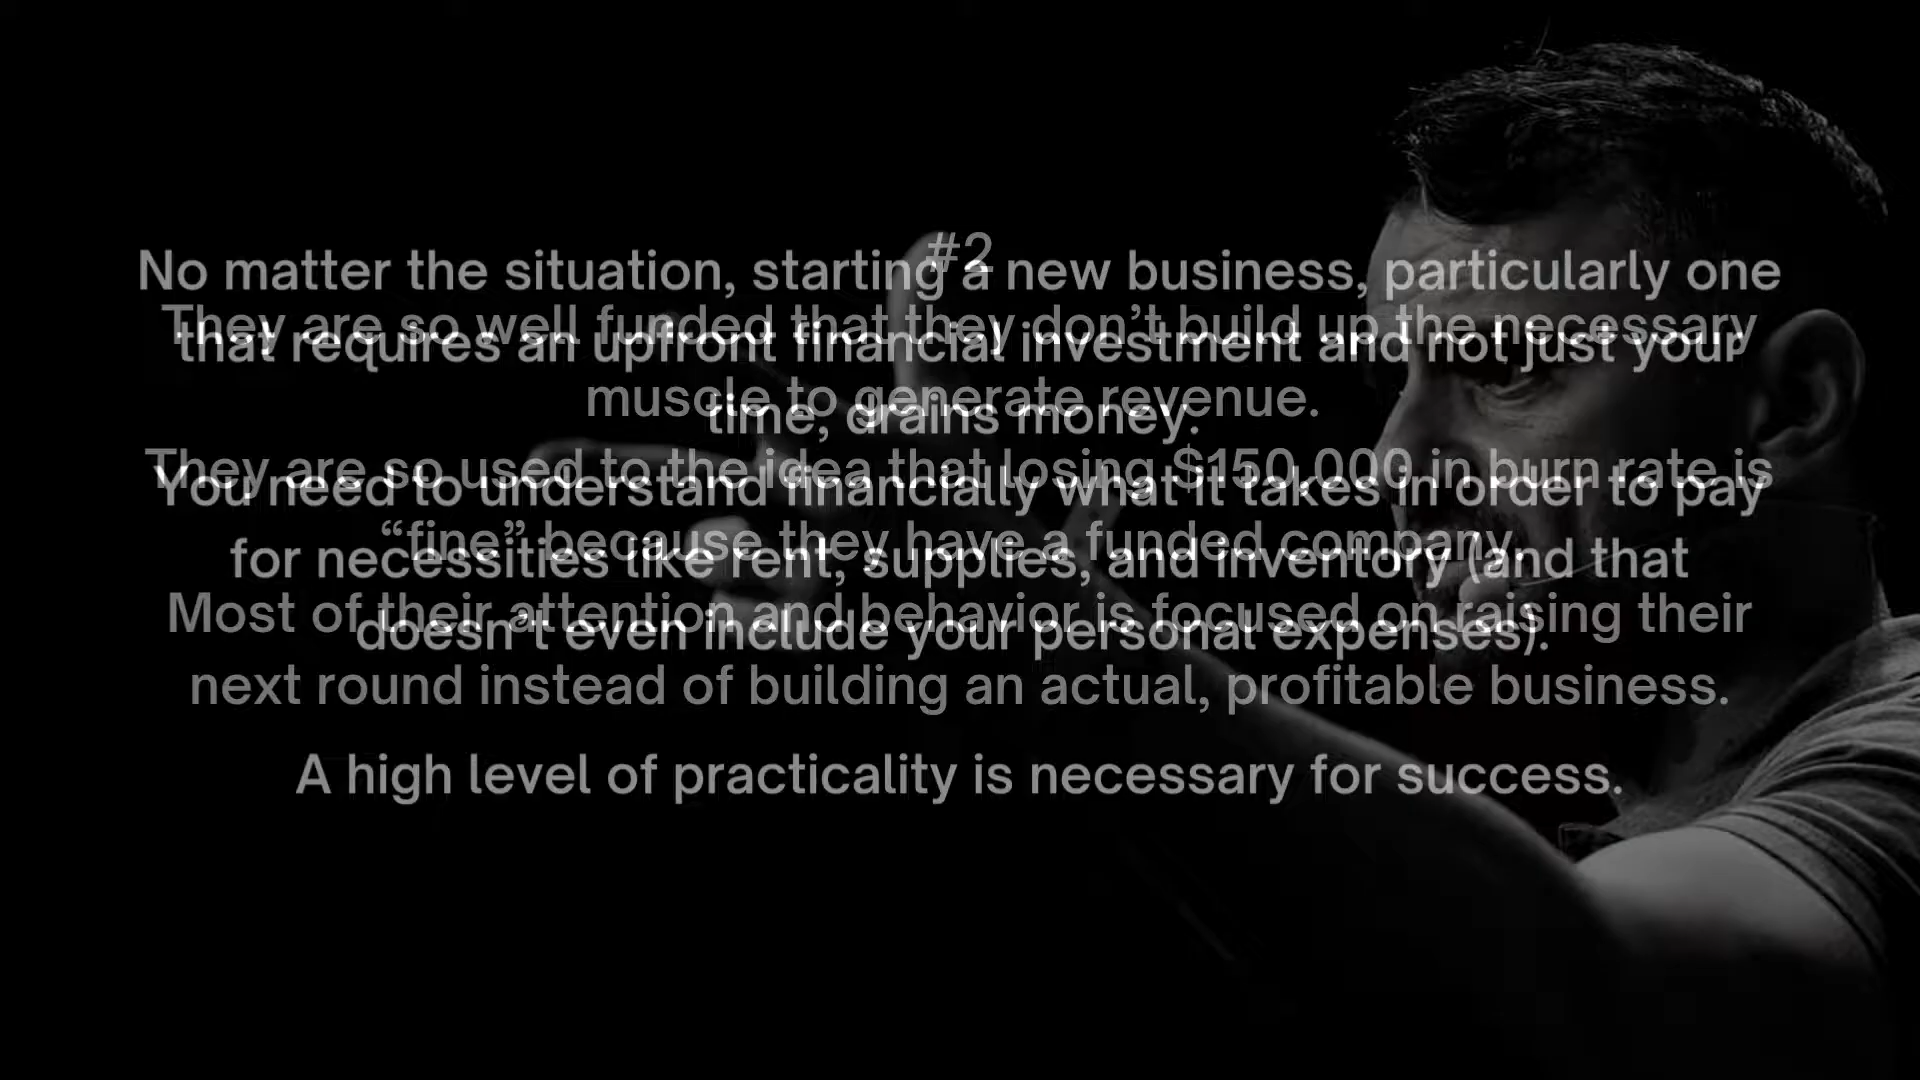 No matter the situation, starting a new business, particularly one
that requires an upfront financial investment and not just your
time, drains money.
You need to understand financially what it takes in order to pay
for necessities like rent, supplies, and inventory (and that
doesn't even include your personal expenses).
A high level of practicality is necessary for success.
#2
They are so well funded that they don’t build up the necessary
muscle to generate revenue.
They are so used to the idea that losing $150,000 in burn rate is
“fine” because they have a funded company.
Most of their attention and behavior is focused on raising their
next round instead of building an actual, profitable business.